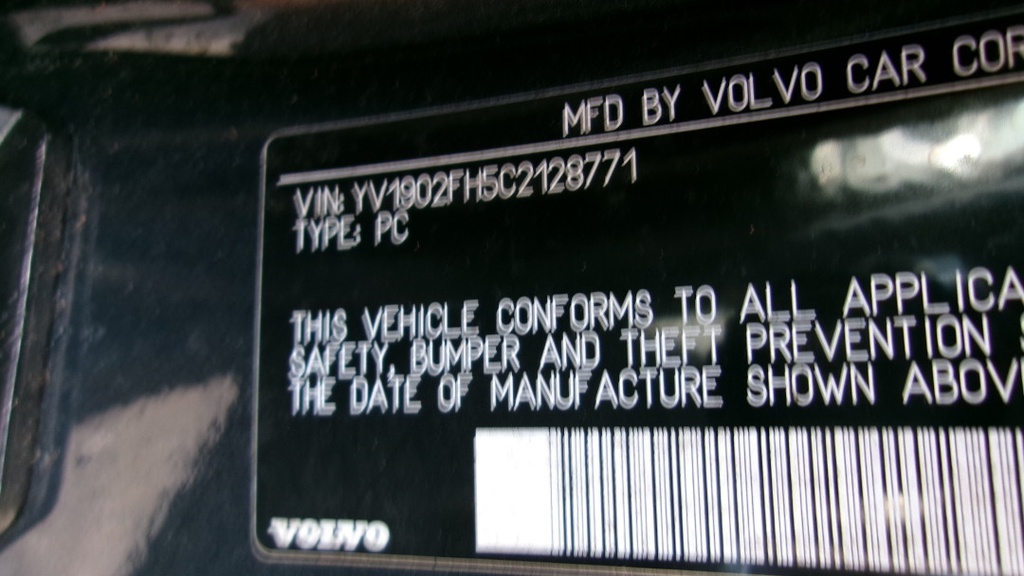 MFD BY VOLVO CAR COR
VIN: YV1902FH5C2128771
TYPE: PC
THIS VEHICLE CONFORMS TO ALL APPLICA
SAFETY, BUMPER AND THEFT PREVENTION S
THE DATE OF MANUFACTURE SHOWN ABOV
VOLVO